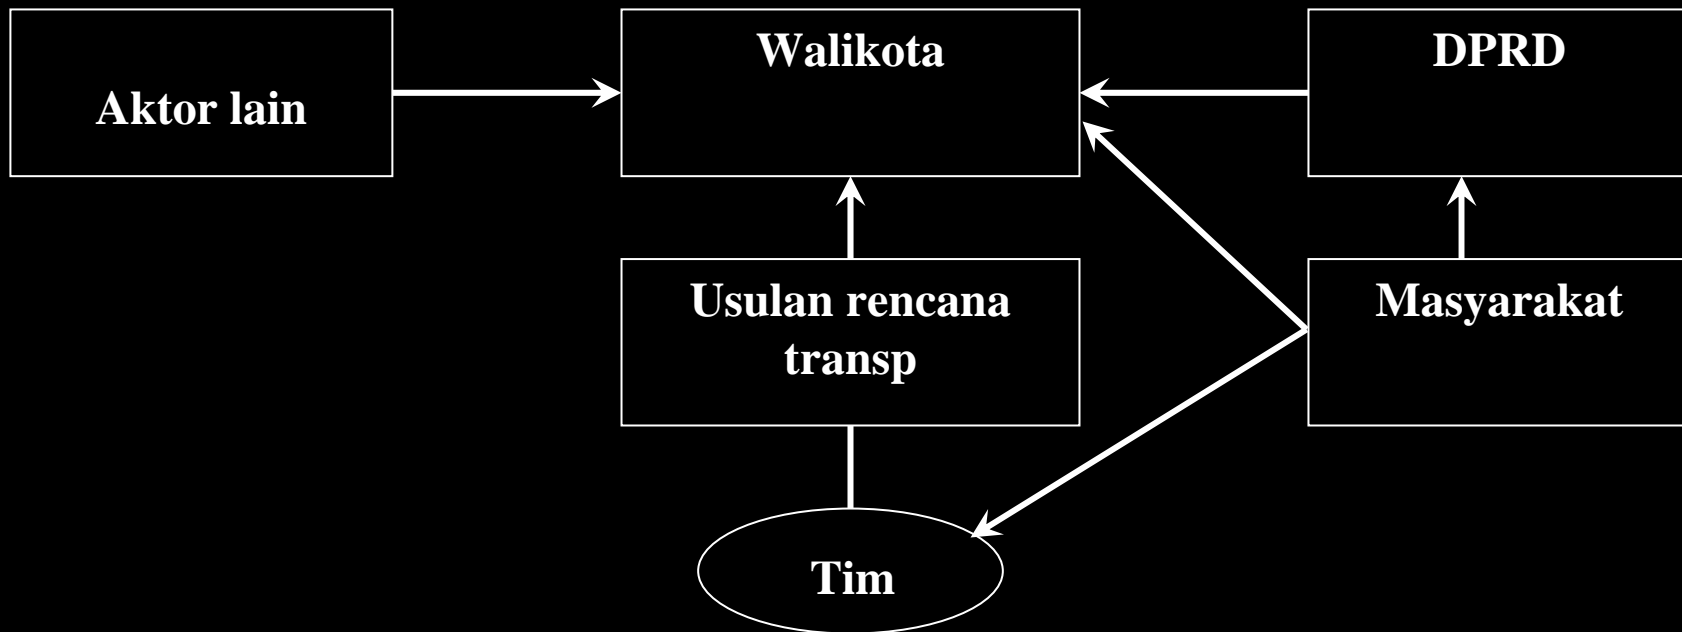 Aktor lain
Walikota
DPRD
Usulan rencana
transp
Masyarakat
Tim